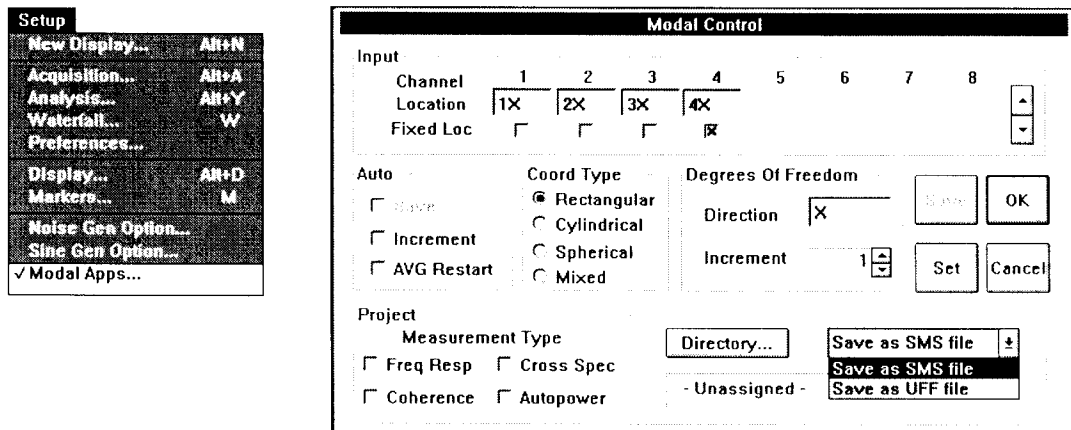 Setup
New Display... Alt+N
Acquisition... Alt+A
Analysis... Alt+Y
Waterfall... W
Preferences...
Display... Alt+D
Markers... M
Noise Gen Option...
Sine Gen Option...
✓ Modal Apps...
Modal Control
Input
Channel 1 2 3 4 5 6 7 8
Location 1X 2X 3X 4X
Fixed Loc
Auto
Save
Increment
AVG Restart
Coord Type
Rectangular
Cylindrical
Spherical
Mixed
Degrees Of Freedom
Direction X
Increment 1
Save OK
Set Cancel
Project
Measurement Type
Freq Resp Cross Spec
Coherence Autopower
Directory...
- Unassigned -
Save as SMS file
Save as SMS file
Save as UFF file